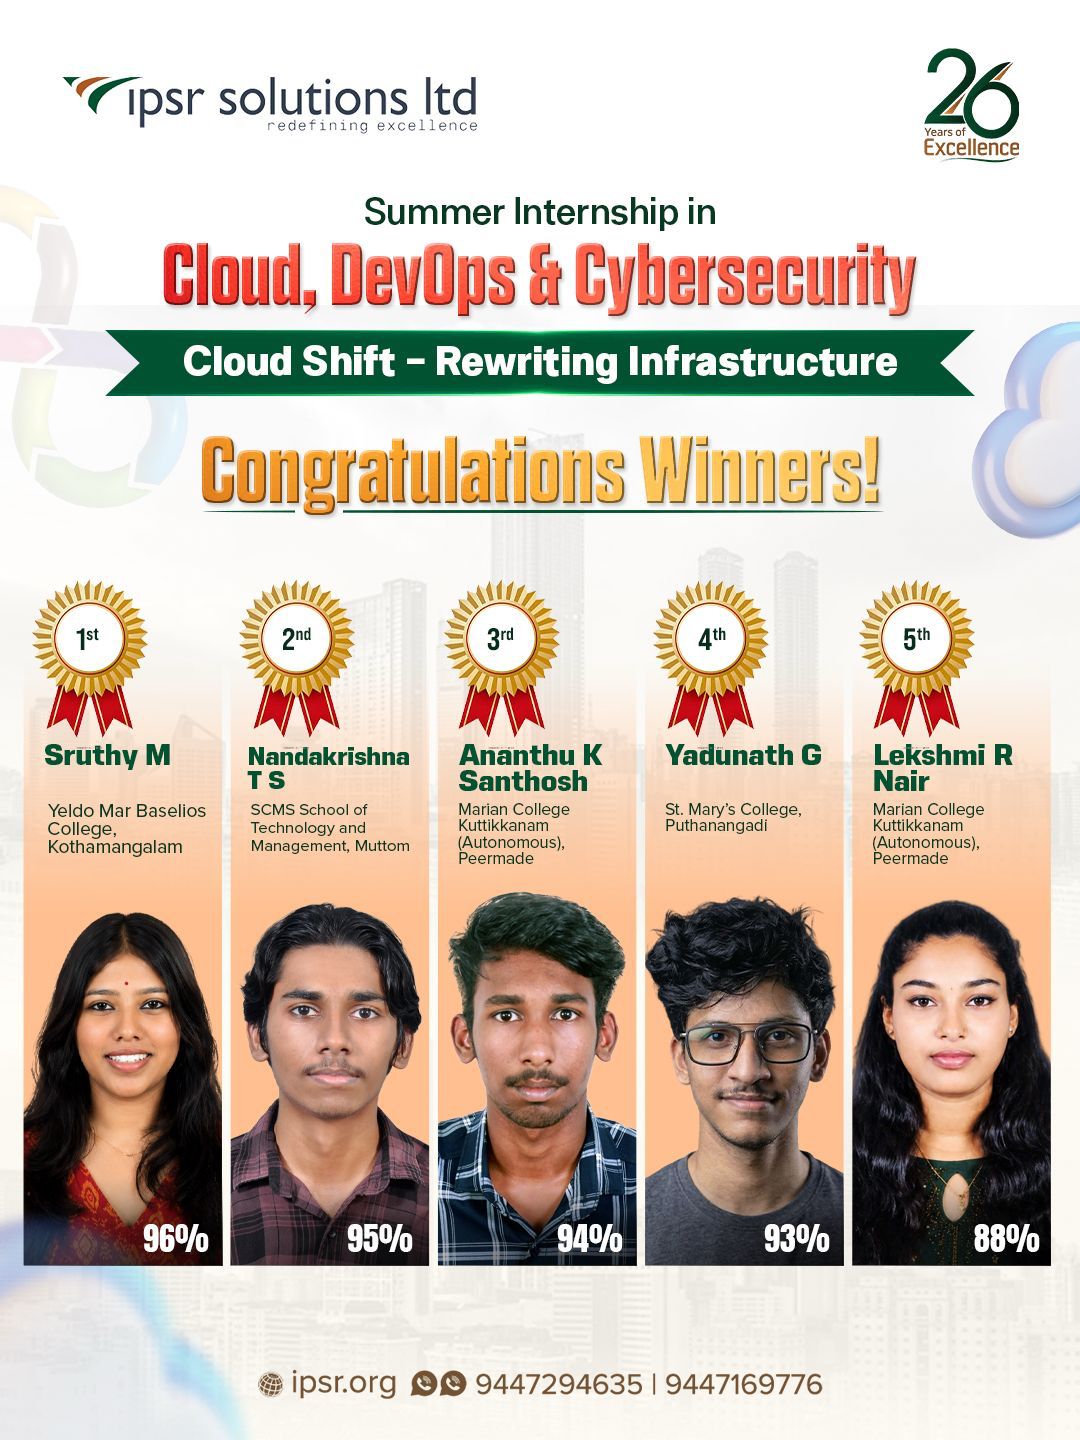 ipsr solutions ltd
redefining excellence
26
Years of
Excellence
Summer Internship in
Cloud, DevOps & Cybersecurity
Cloud Shift – Rewriting Infrastructure
Congratulations Winners!
1st
Sruthy M
Yeldo Mar Baselios
College,
Kothamangalam
96%
2nd
Nandakrishna
T S
SCMS School of
Technology and
Management, Muttom
95%
3rd
Ananthu K
Santhosh
Marian College
Kuttikkanam
(Autonomous),
Peermade
94%
4th
Yadunath G
St. Mary's College,
Puthanangadi
93%
5th
Lekshmi R
Nair
Marian College
Kuttikkanam
(Autonomous),
Peermade
88%
ipsr.org 9447294635 | 9447169776